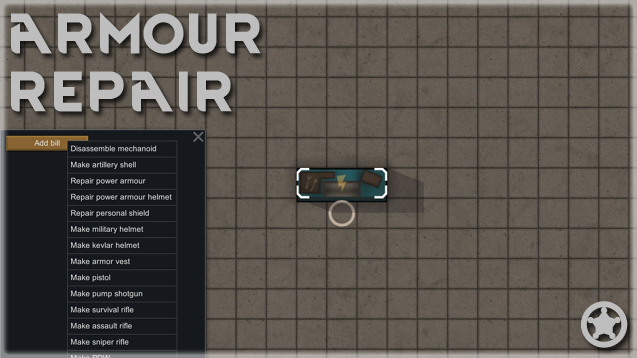 ARMOUR
REPAIR
Add bill
Disassemble mechanoid
Make artillery shell
Repair power armour
Repair power armour helmet
Repair personal shield
Make military helmet
Make kevlar helmet
Make armor vest
Make pistol
Make pump shotgun
Make survival rifle
Make assault rifle
Make sniper rifle
Make PDW